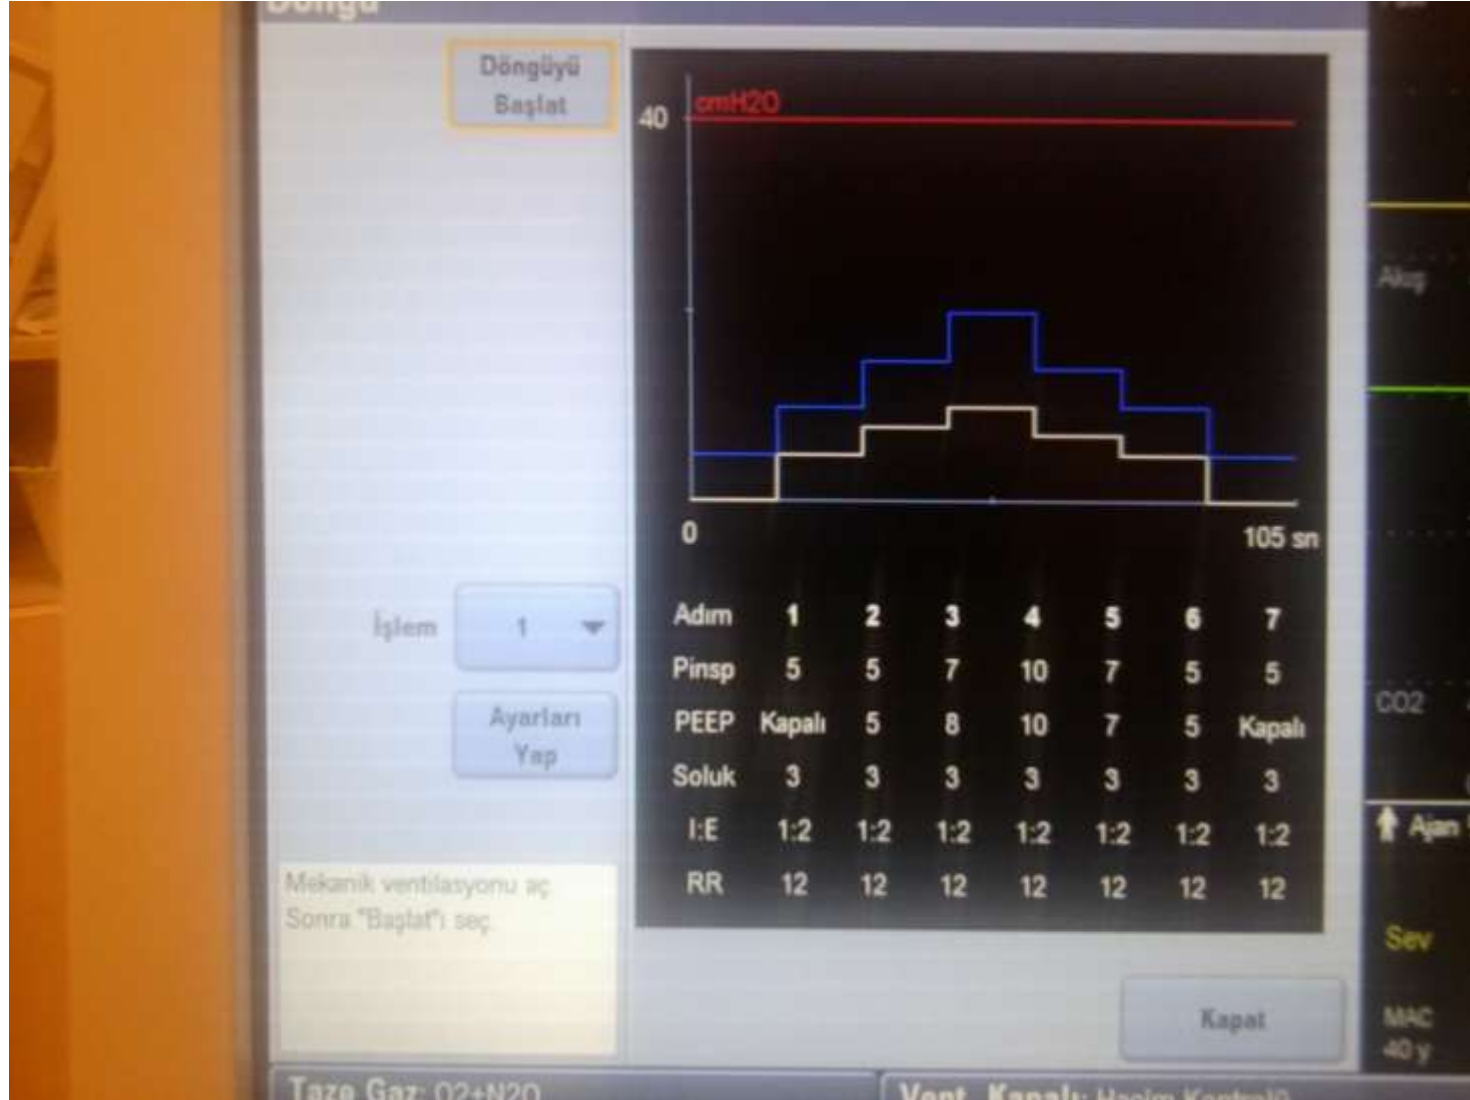 Döngü
Döngüyü
Başlat
cmH2O
40
0
105 sn
İşlem
1
Ayarları
Yap
Adım 1 2 3 4 5 6 7
Pinsp 5 5 7 10 7 5 5
PEEP Kapalı 5 8 10 7 5 Kapalı
Soluk 3 3 3 3 3 3 3
I:E 1:2 1:2 1:2 1:2 1:2 1:2 1:2
RR 12 12 12 12 12 12 12
Mekanik ventilasyonu aç.
Sonra "Başlat"ı seç.
Kapat
Akış
CO2
Ajan
Sev
MAC
40 y
Taze Gaz: O2+N2O
Vent. Kapalı: Hacim Kontrolü